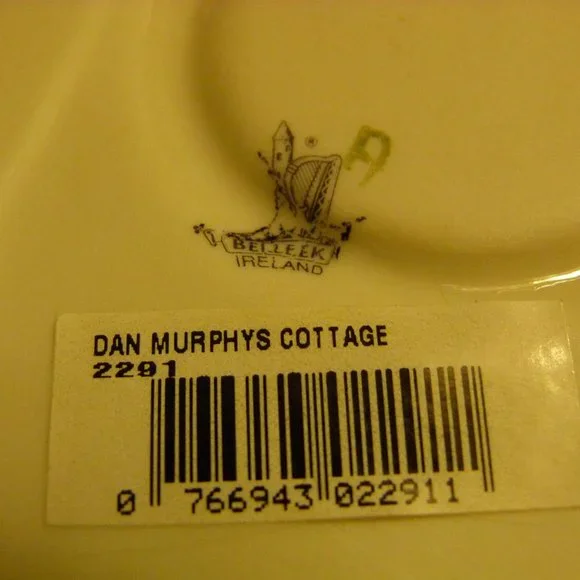 ®
A
BELLEEK
IRELAND
DAN MURPHYS COTTAGE
2291
0 766943 022911